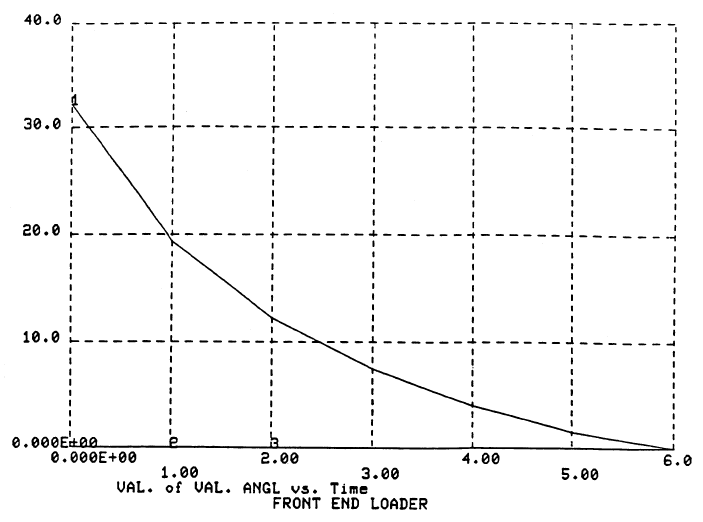 40.0
1
30.0
20.0
10.0
0.000E+00 2 3
0.000E+00 2.00 4.00 6.0
1.00 3.00 5.00
VAL. of VAL. ANGL vs. Time
FRONT END LOADER